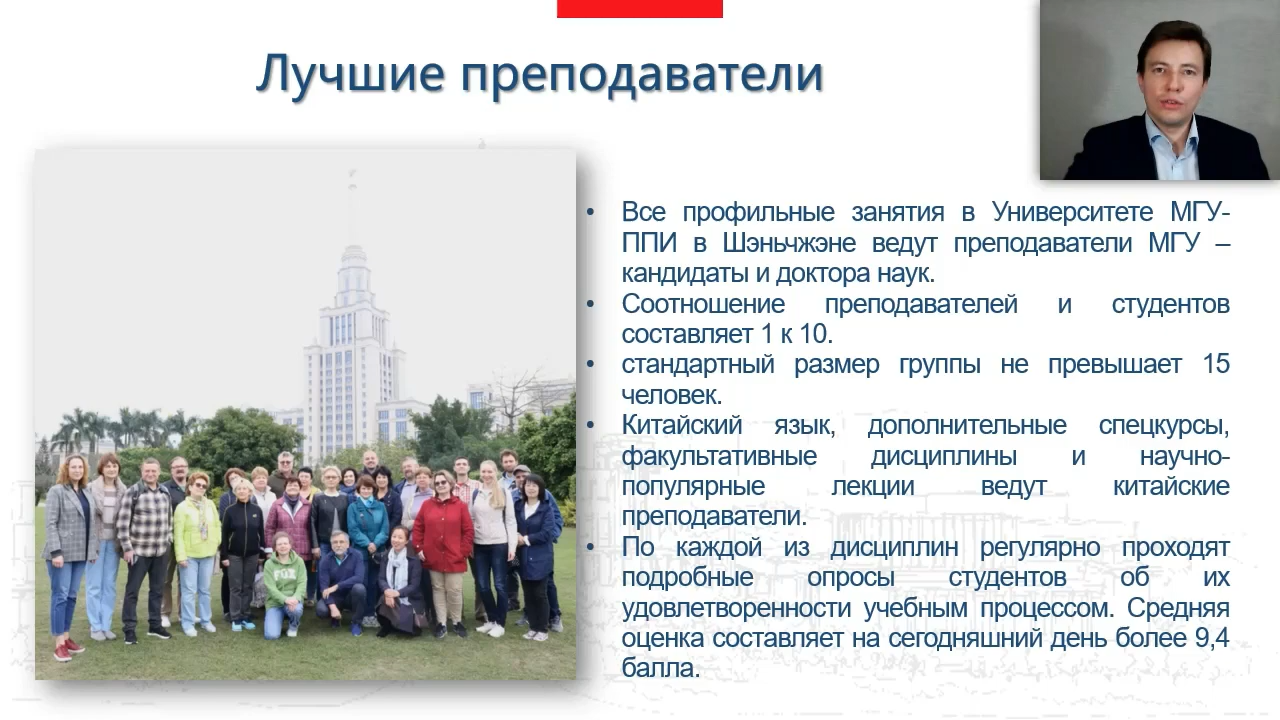 Лучшие преподаватели
• Все профильные занятия в Университете МГУ-
ППИ в Шэньчжэне ведут преподаватели МГУ –
кандидаты и доктора наук.
• Соотношение преподавателей и студентов
составляет 1 к 10.
• стандартный размер группы не превышает 15
человек.
• Китайский язык, дополнительные спецкурсы,
факультативные дисциплины и научно-
популярные лекции ведут китайские
преподаватели.
• По каждой из дисциплин регулярно проходят
подробные опросы студентов об их
удовлетворенности учебным процессом. Средняя
оценка составляет на сегодняшний день более 9,4
балла.
FOX